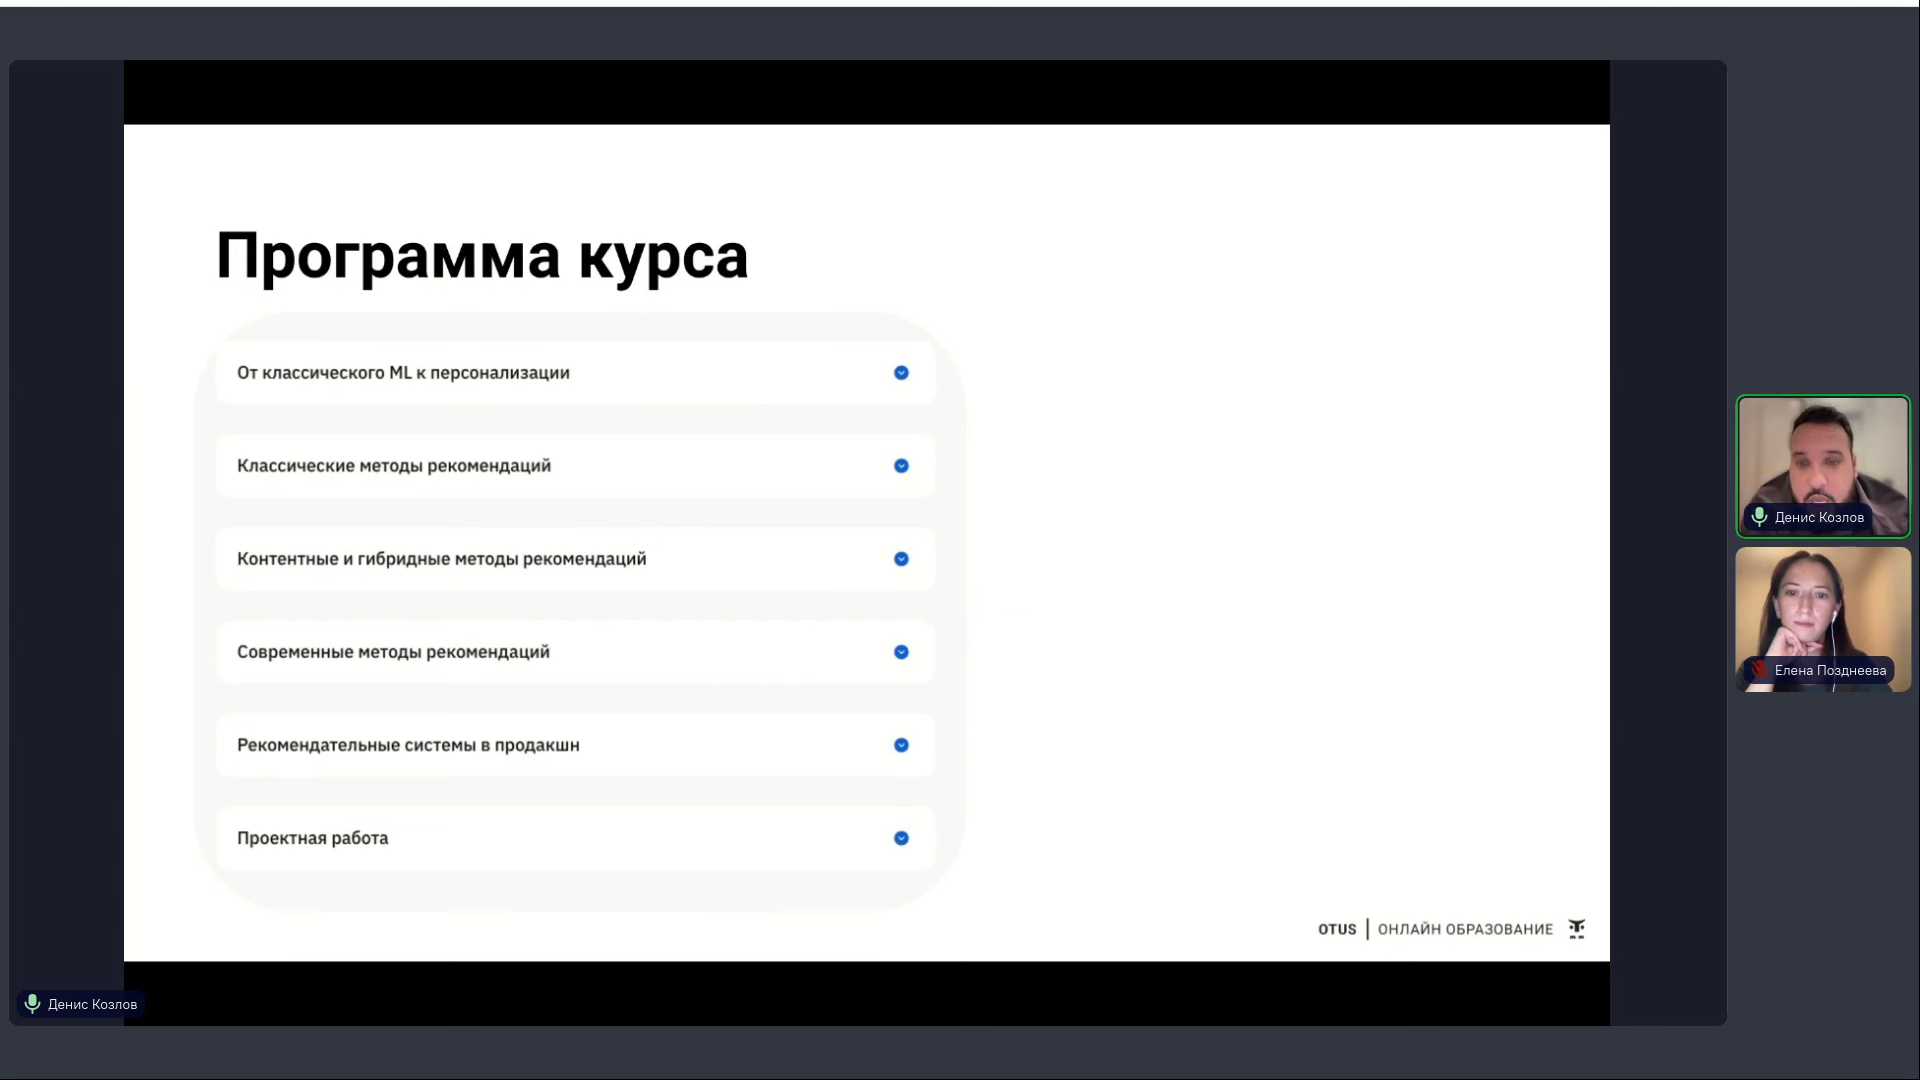 Программа курса
От классического ML к персонализации
Классические методы рекомендаций
Контентные и гибридные методы рекомендаций
Современные методы рекомендаций
Рекомендательные системы в продакшн
Проектная работа
OTUS | ОНЛАЙН ОБРАЗОВАНИЕ
Денис Козлов
Денис Козлов
Елена Позднеева